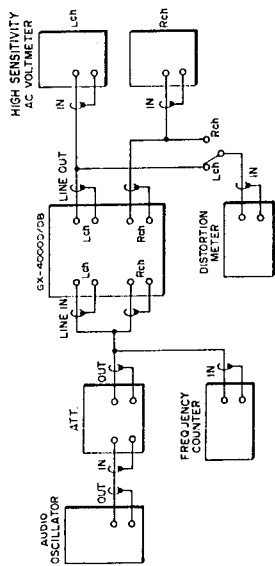 HIGH SENSITIVITY
AC VOLTMETER
Lch
Rch
IN
IN
LINE OUT
Rch
Lch
GX-4000D/DB
Lch
Lch
Rch
Rch
LINE IN
IN
DISTORTION
METER
OUT
ATT.
IN
IN
FREQUENCY
COUNTER
OUT
AUDIO
OSCILLATOR